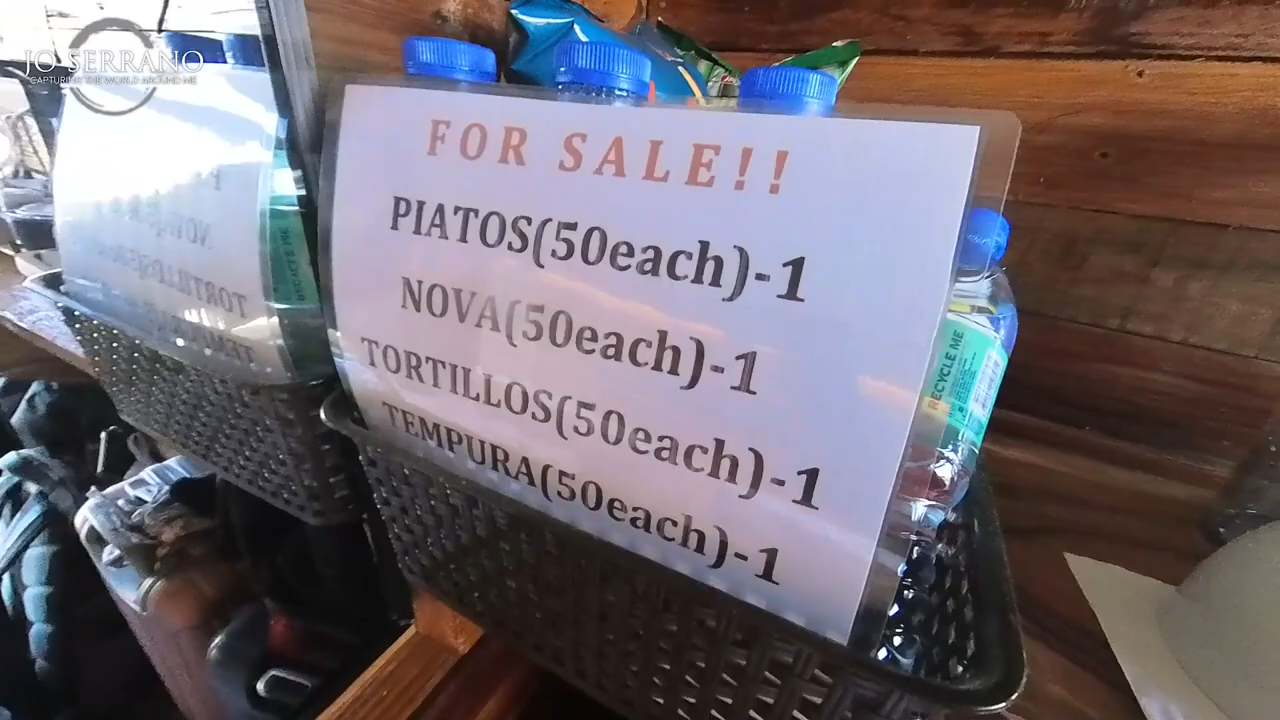 JO SERRANO
CAPTURING THE WORLD AROUND ME
FOR SALE!!
PIATOS(50each)-1
NOVA(50each)-1
TORTILLOS(50each)-1
TEMPURA(50each)-1
RECYCLE ME